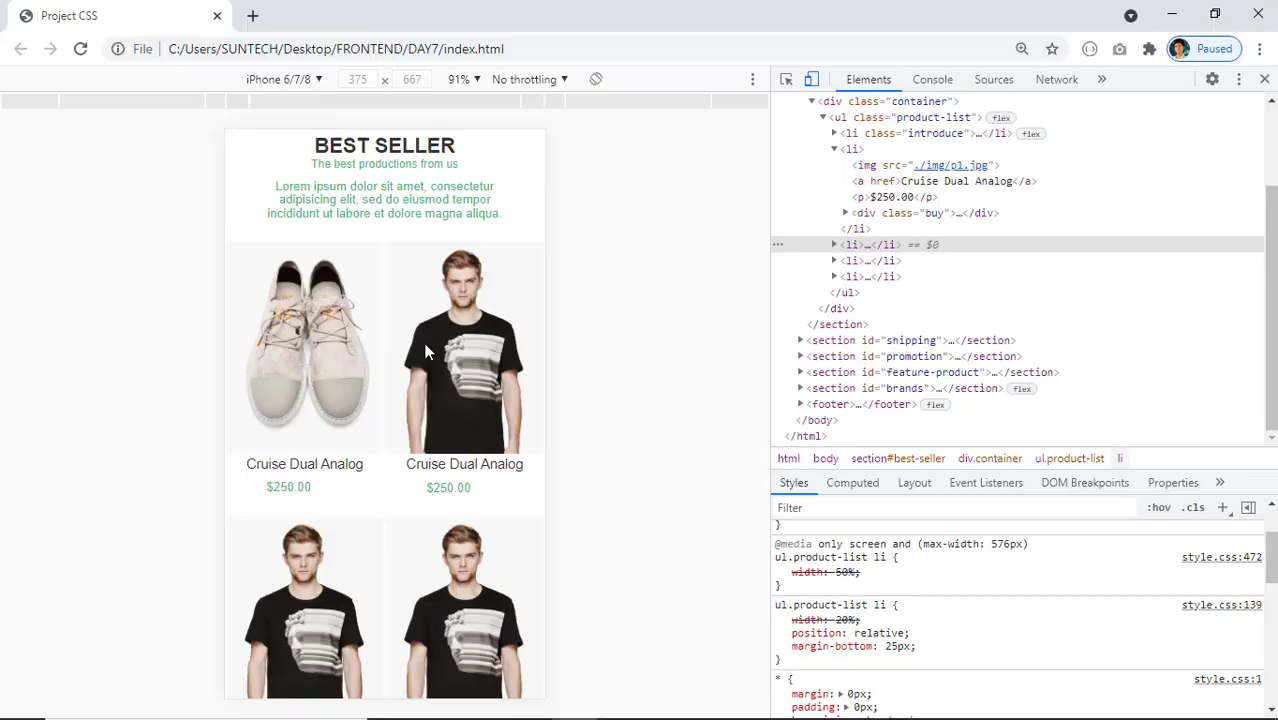 Project CSS
File
C:/Users/SUNTECH/Desktop/FRONTEND/DAY7/index.html
Paused
iPhone 6/7/8 ▼ 375 × 667 91% ▼ No throttling ▼
Elements Console Sources Network »
<div class="container">
<ul class="product-list"> flex
<li class="introduce">…</li> flex
<li>
<img src="./img/p1.jpg">
<a href>Cruise Dual Analog</a>
<p>$250.00</p>
<div class="buy">…</div>
</li>
<li>…</li> == $0
<li>…</li>
<li>…</li>
</ul>
</div>
</section>
<section id="shipping">…</section>
<section id="promotion">…</section>
<section id="feature-product">…</section>
<section id="brands">…</section> flex
<footer>…</footer> flex
</body>
</html>
html body section#best-seller div.container ul.product-list li
Styles Computed Layout Event Listeners DOM Breakpoints Properties »
Filter :hov .cls +
}
@media only screen and (max-width: 576px)
ul.product-list li { style.css:472
width: 50%;
}
ul.product-list li { style.css:139
width: 20%;
position: relative;
margin-bottom: 25px;
}
* { style.css:1
margin: 0px;
padding: 0px;
BEST SELLER
The best productions from us
Lorem ipsum dolor sit amet, consectetur
adipisicing elit, sed do eiusmod tempor
incididunt ut labore et dolore magna aliqua.
Cruise Dual Analog
$250.00
Cruise Dual Analog
$250.00